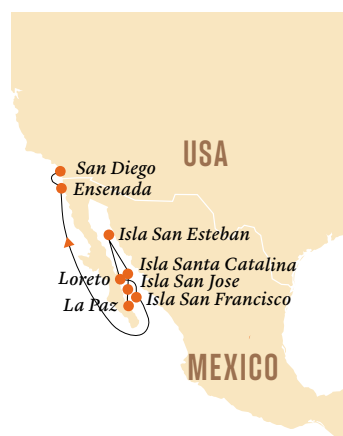 USA
San Diego
Ensenada
Isla San Esteban
Isla Santa Catalina
Loreto
Isla San Jose
Isla San Francisco
La Paz
MEXICO